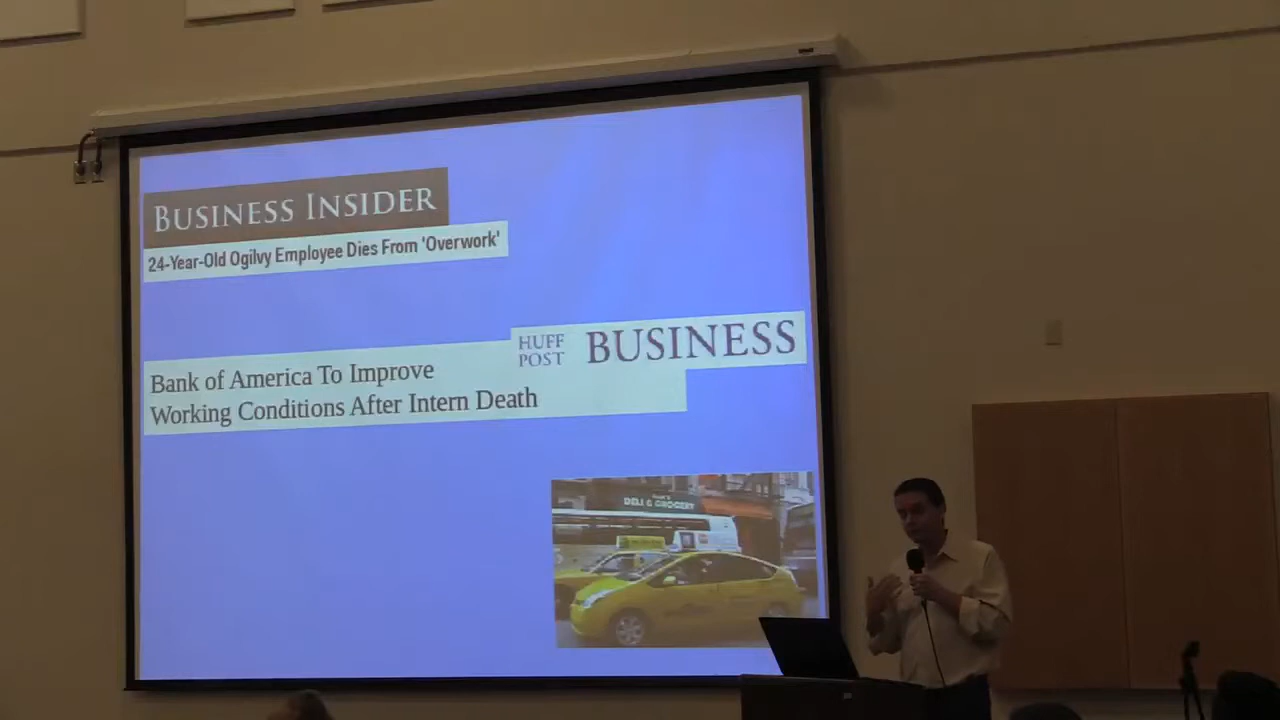 BUSINESS INSIDER
24-Year-Old Ogilvy Employee Dies From 'Overwork'
HUFF
POST
BUSINESS
Bank of America To Improve
Working Conditions After Intern Death
DELI & GROCERY